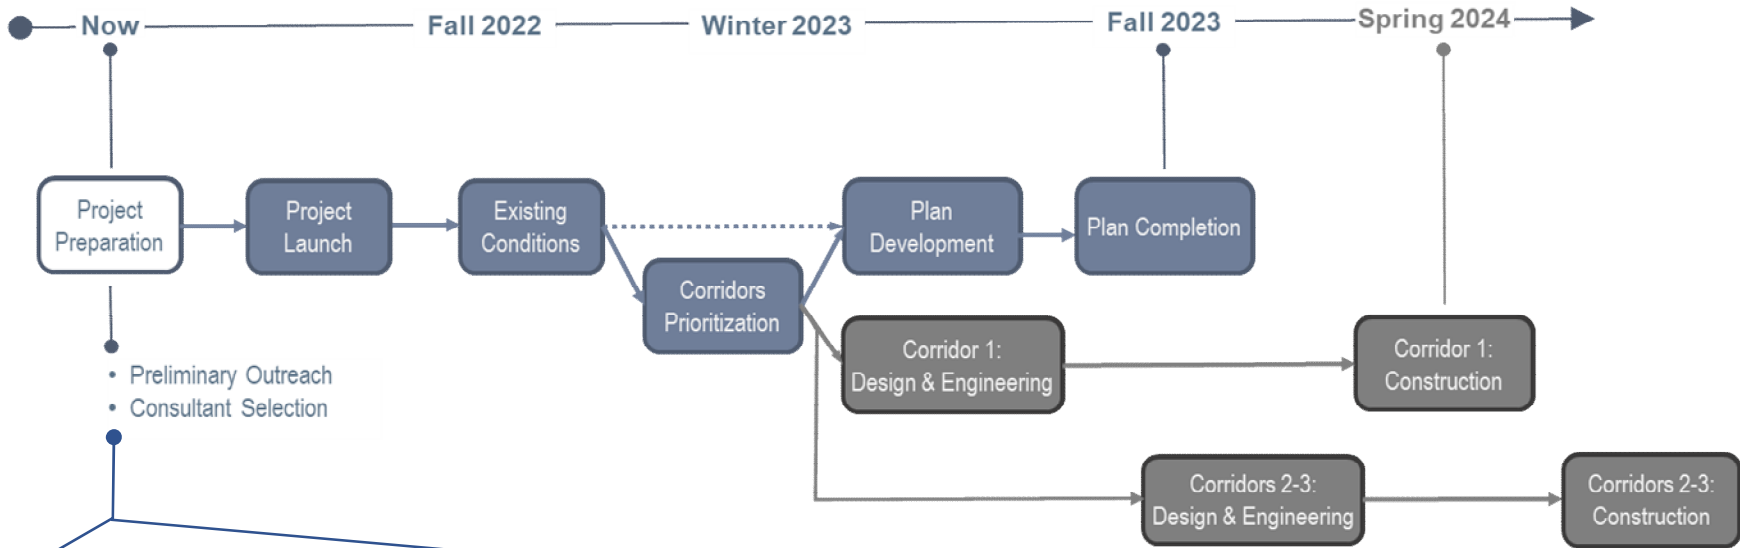 Now Fall 2022 Winter 2023 Fall 2023 Spring 2024
Project
Preparation
Project
Launch
Existing
Conditions
Plan
Development
Plan Completion
Corridors
Prioritization
Corridor 1:
Design & Engineering
Corridor 1:
Construction
• Preliminary Outreach
• Consultant Selection
Corridors 2-3:
Design & Engineering
Corridors 2-3:
Construction